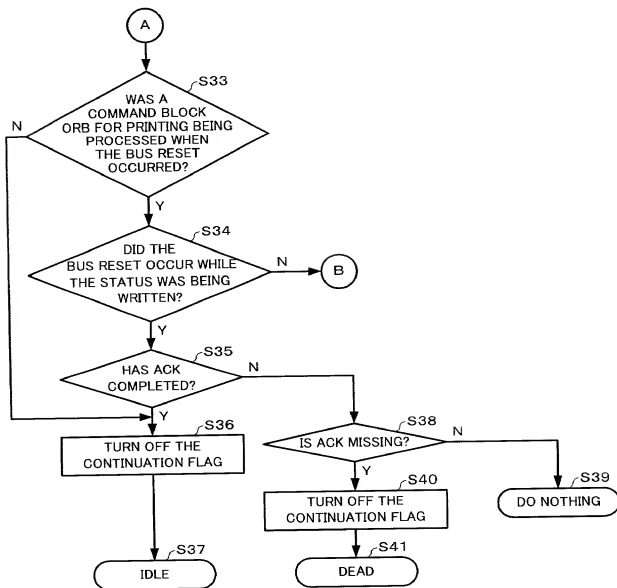 A
S33
WAS A
COMMAND BLOCK
ORB FOR PRINTING BEING
PROCESSED WHEN
THE BUS RESET
OCCURRED?
N
Y
S34
DID THE
BUS RESET OCCUR WHILE
THE STATUS WAS BEING
WRITTEN?
N
B
Y
S35
HAS ACK
COMPLETED?
N
Y
S36
TURN OFF THE
CONTINUATION FLAG
S38
IS ACK MISSING?
N
Y
S39
DO NOTHING
S40
TURN OFF THE
CONTINUATION FLAG
S37
IDLE
S41
DEAD